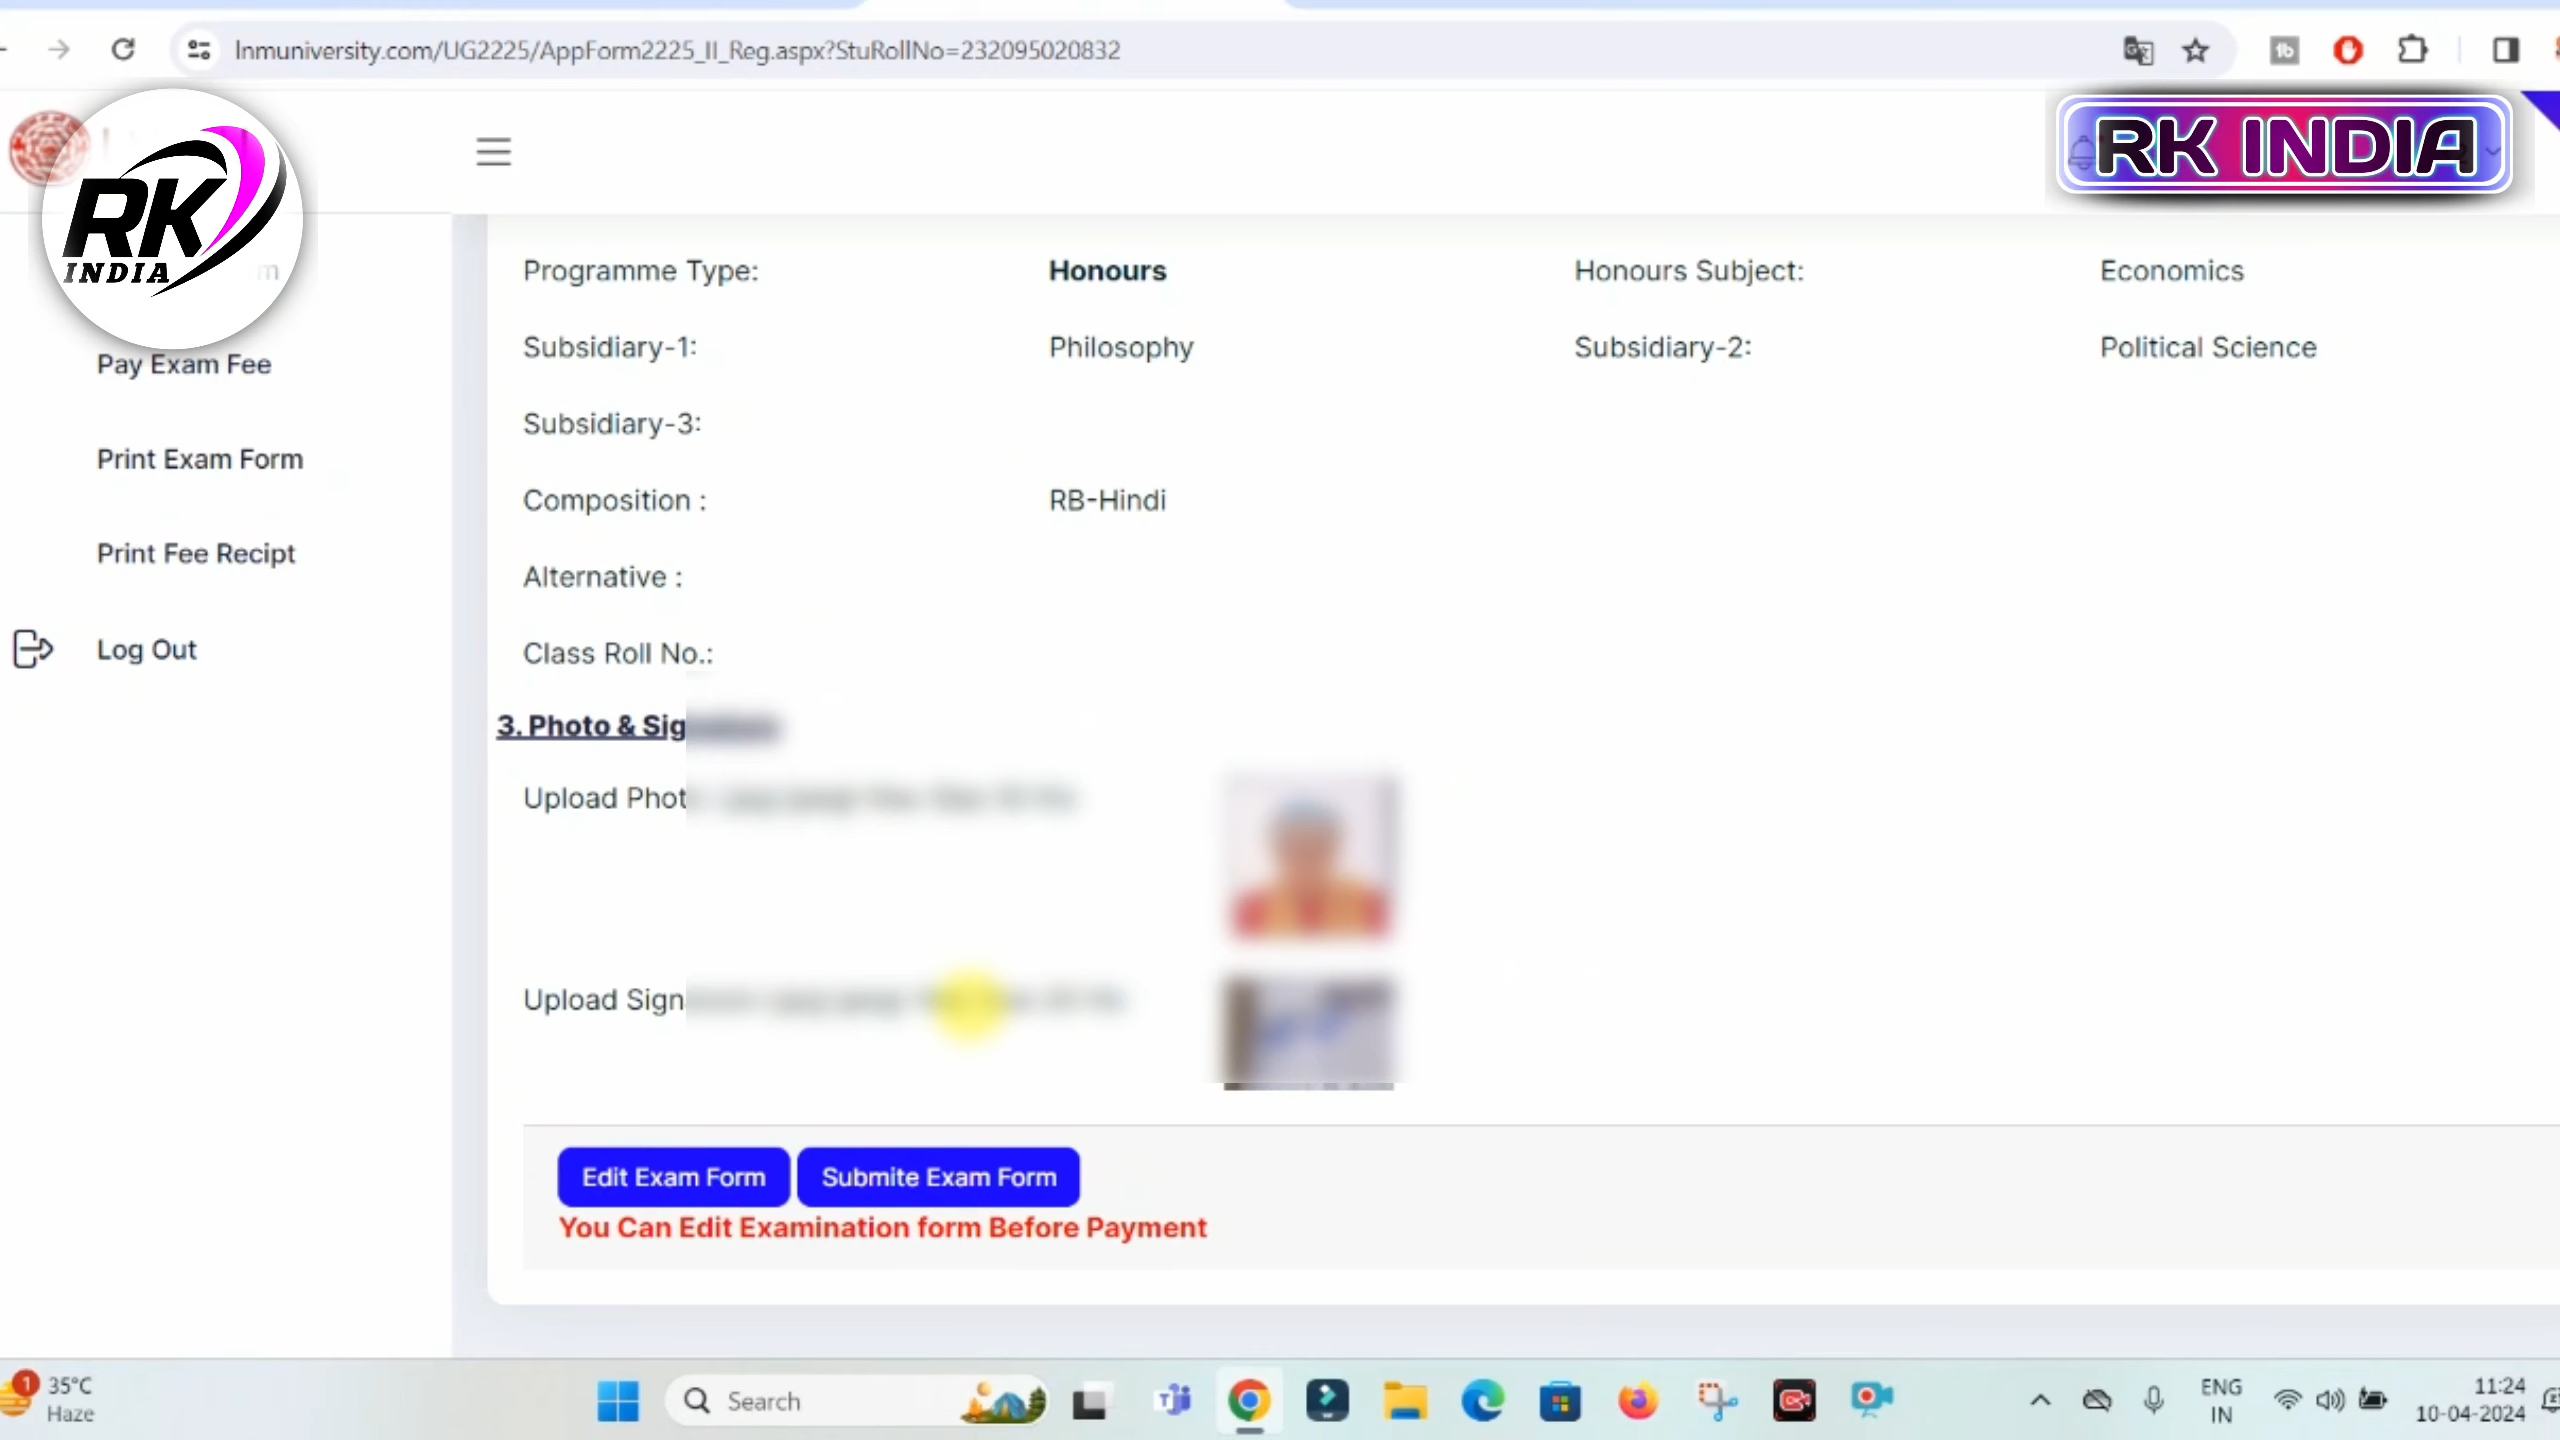 lnmuniversity.com/UG2225/AppForm2225_II_Reg.aspx?StuRollNo=232095020832
RK INDIA
RK INDIA
Programme Type: Honours Honours Subject: Economics
Subsidiary-1: Philosophy Subsidiary-2: Political Science
Pay Exam Fee
Subsidiary-3:
Print Exam Form
Composition : RB-Hindi
Print Fee Recipt
Alternative :
Log Out
Class Roll No.:
3. Photo & Sig
Upload Phot
Upload Sign
Edit Exam Form Submite Exam Form
You Can Edit Examination form Before Payment
1 35°C
Haze
Search
ENG
IN
11:24
10-04-2024